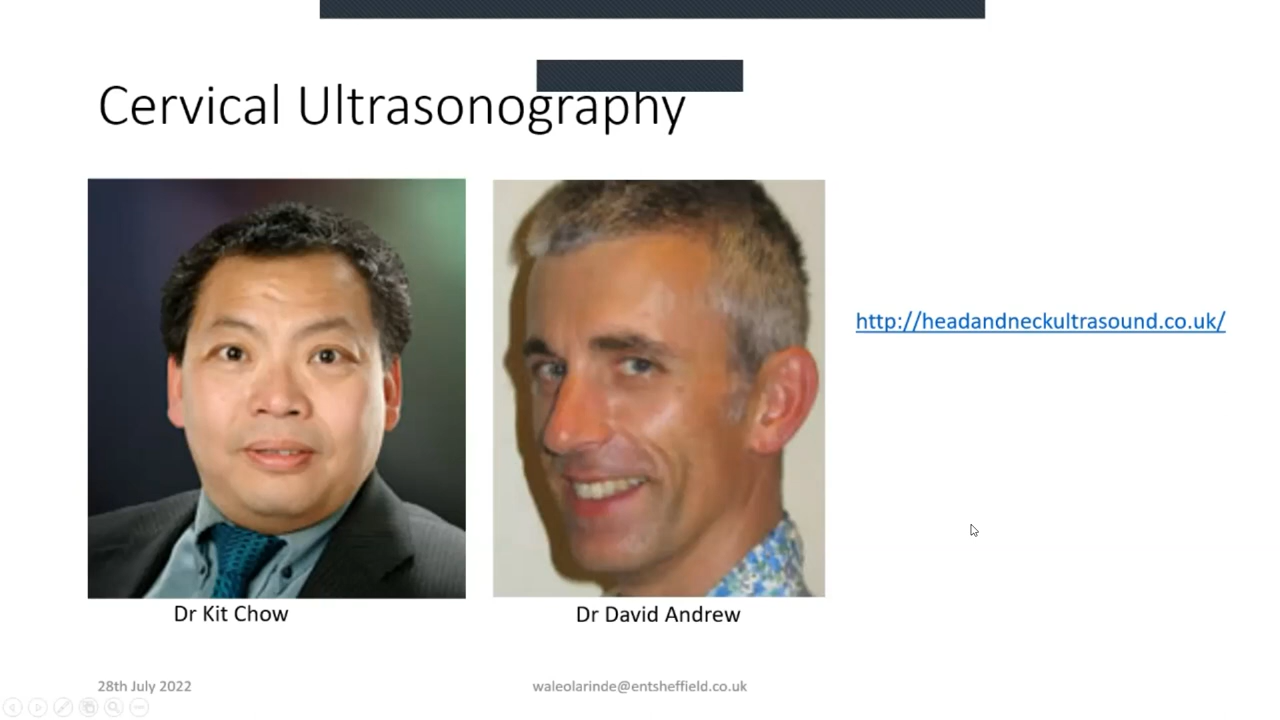 Cervical Ultrasonography
http://headandneckultrasound.co.uk/
Dr Kit Chow
Dr David Andrew
28th July 2022
waleolarinde@entsheffield.co.uk